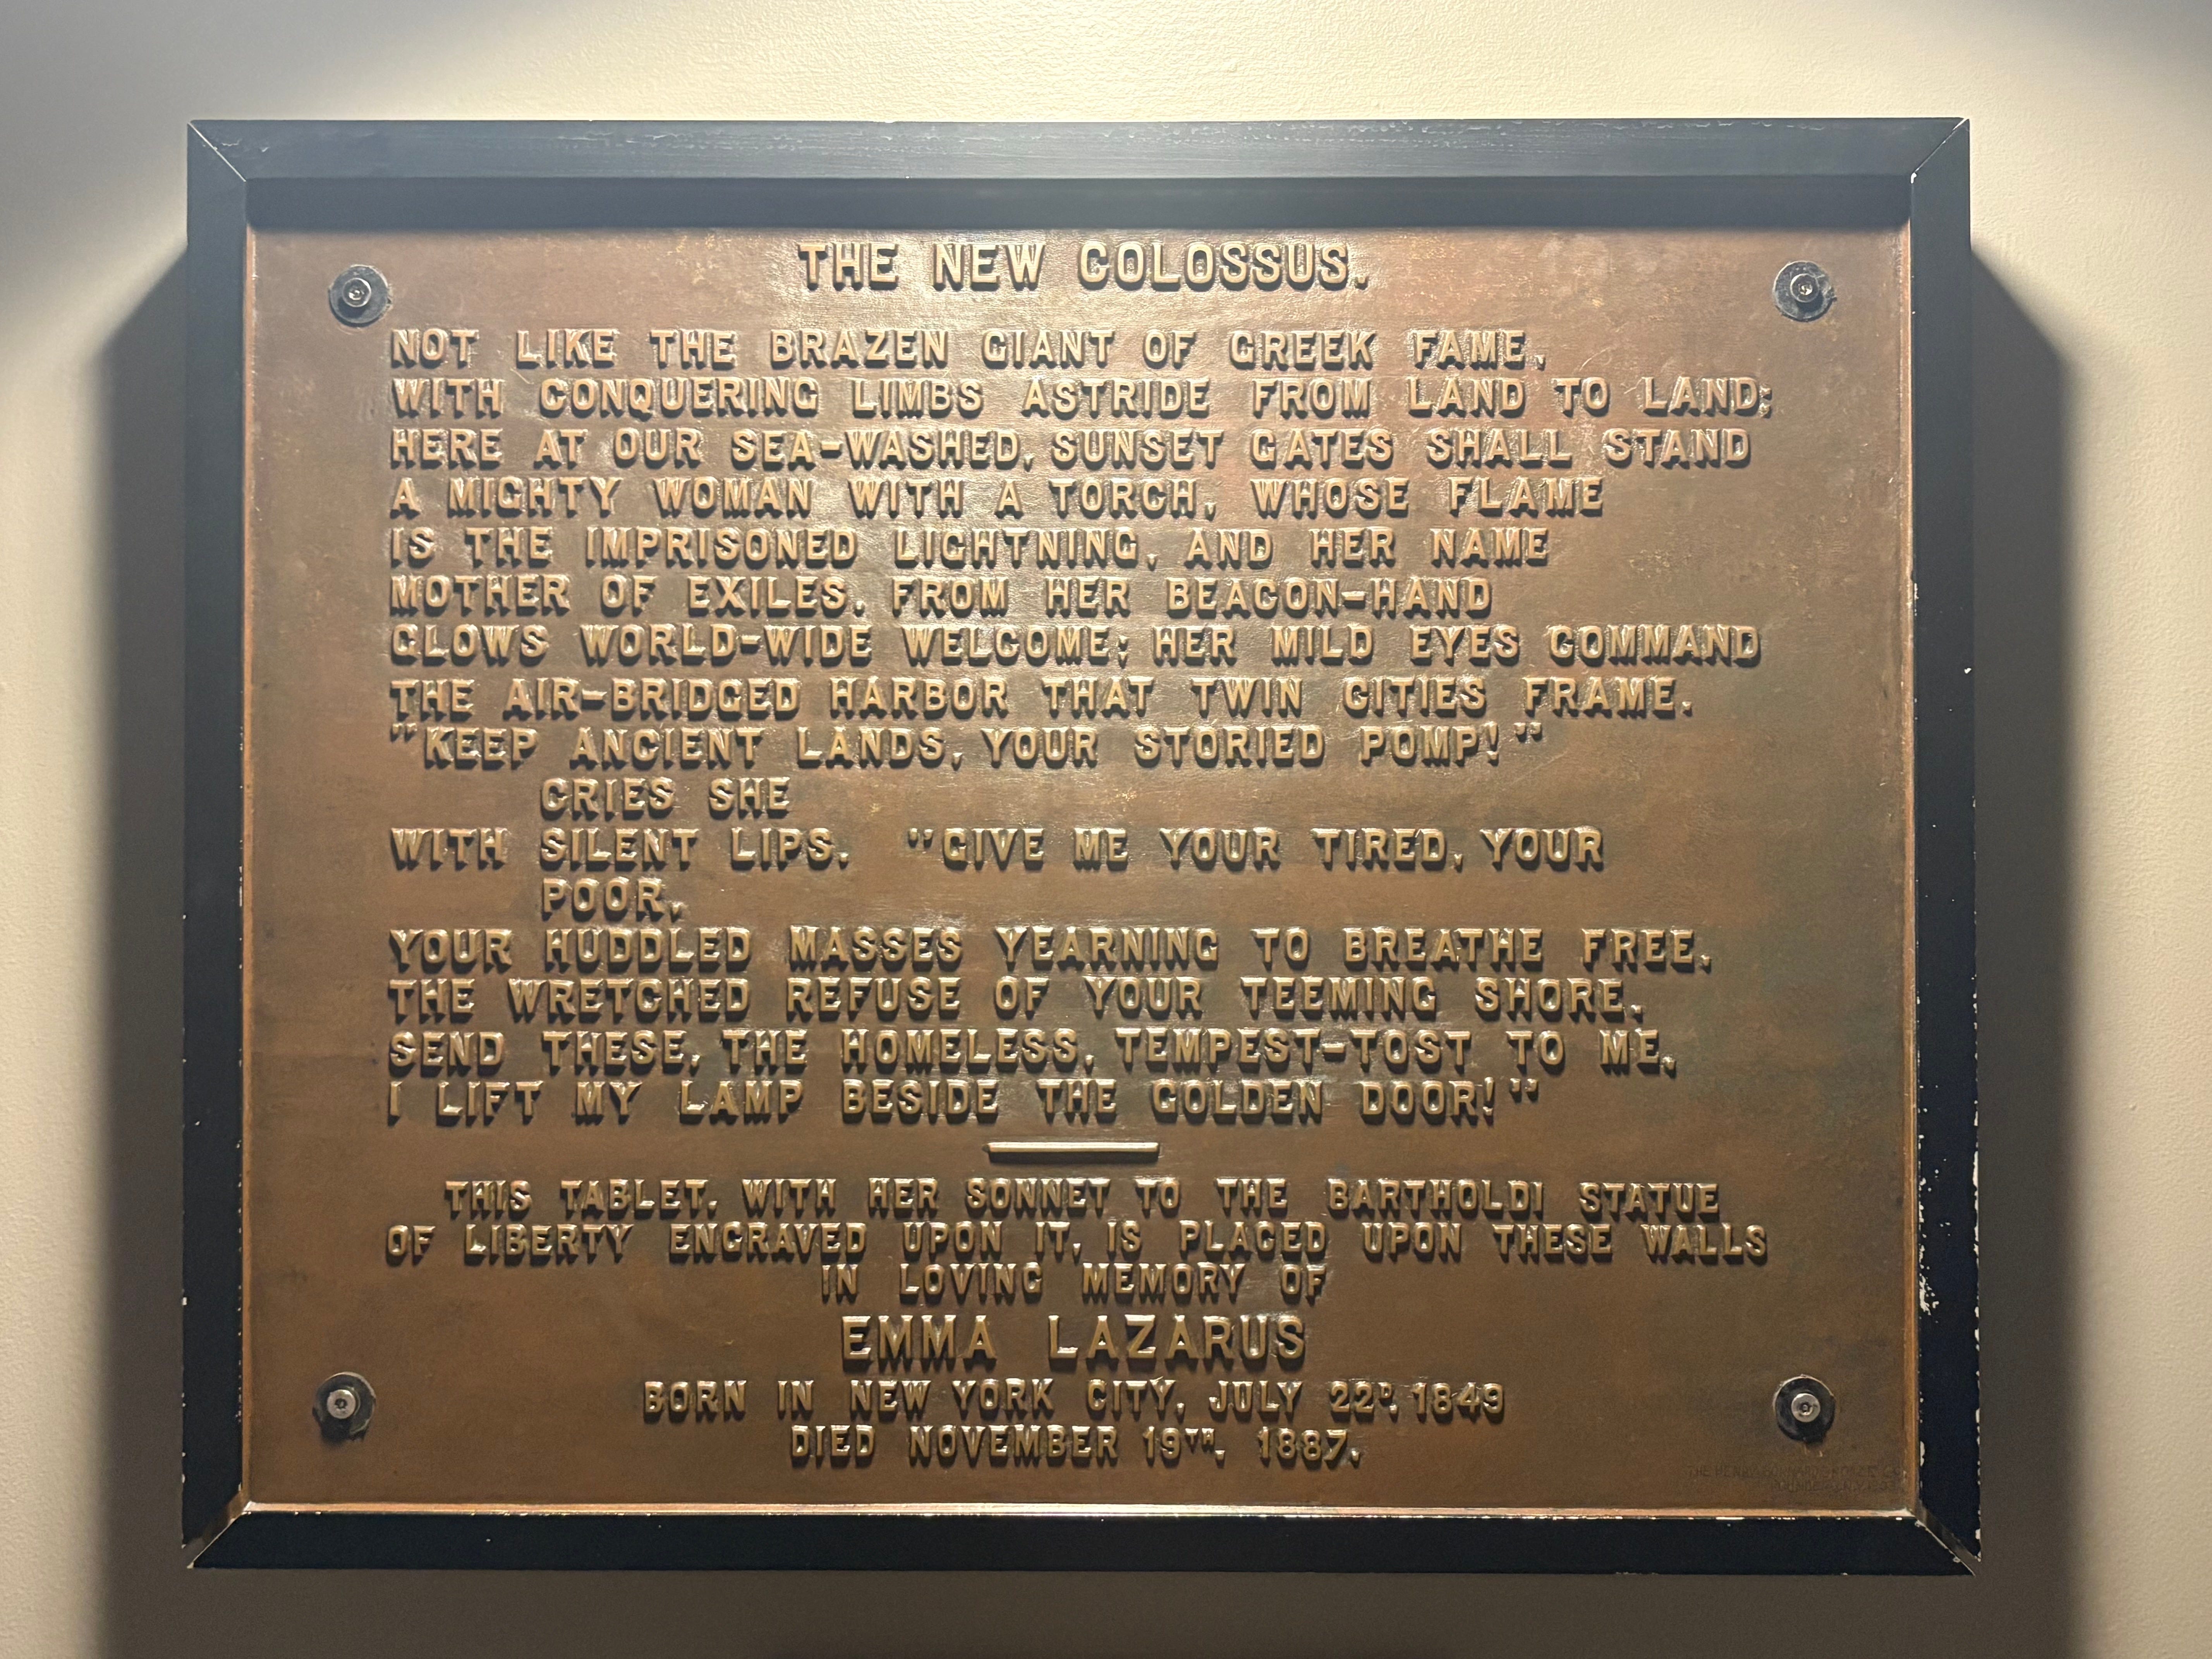 THE NEW COLOSSUS.
NOT LIKE THE BRAZEN GIANT OF GREEK FAME,
WITH CONQUERING LIMBS ASTRIDE FROM LAND TO LAND;
HERE AT OUR SEA-WASHED, SUNSET GATES SHALL STAND
A MIGHTY WOMAN WITH A TORCH, WHOSE FLAME
IS THE IMPRISONED LIGHTNING, AND HER NAME
MOTHER OF EXILES. FROM HER BEACON-HAND
GLOWS WORLD-WIDE WELCOME; HER MILD EYES COMMAND
THE AIR-BRIDGED HARBOR THAT TWIN CITIES FRAME.
"KEEP ANCIENT LANDS, YOUR STORIED POMP!"
CRIES SHE
WITH SILENT LIPS. "GIVE ME YOUR TIRED, YOUR
POOR,
YOUR HUDDLED MASSES YEARNING TO BREATHE FREE,
THE WRETCHED REFUSE OF YOUR TEEMING SHORE.
SEND THESE, THE HOMELESS, TEMPEST-TOST TO ME,
I LIFT MY LAMP BESIDE THE GOLDEN DOOR!"
THIS TABLET, WITH HER SONNET TO THE BARTHOLDI STATUE
OF LIBERTY ENGRAVED UPON IT, IS PLACED UPON THESE WALLS
IN LOVING MEMORY OF
EMMA LAZARUS
BORN IN NEW YORK CITY, JULY 22D, 1849
DIED NOVEMBER 19TH, 1887.